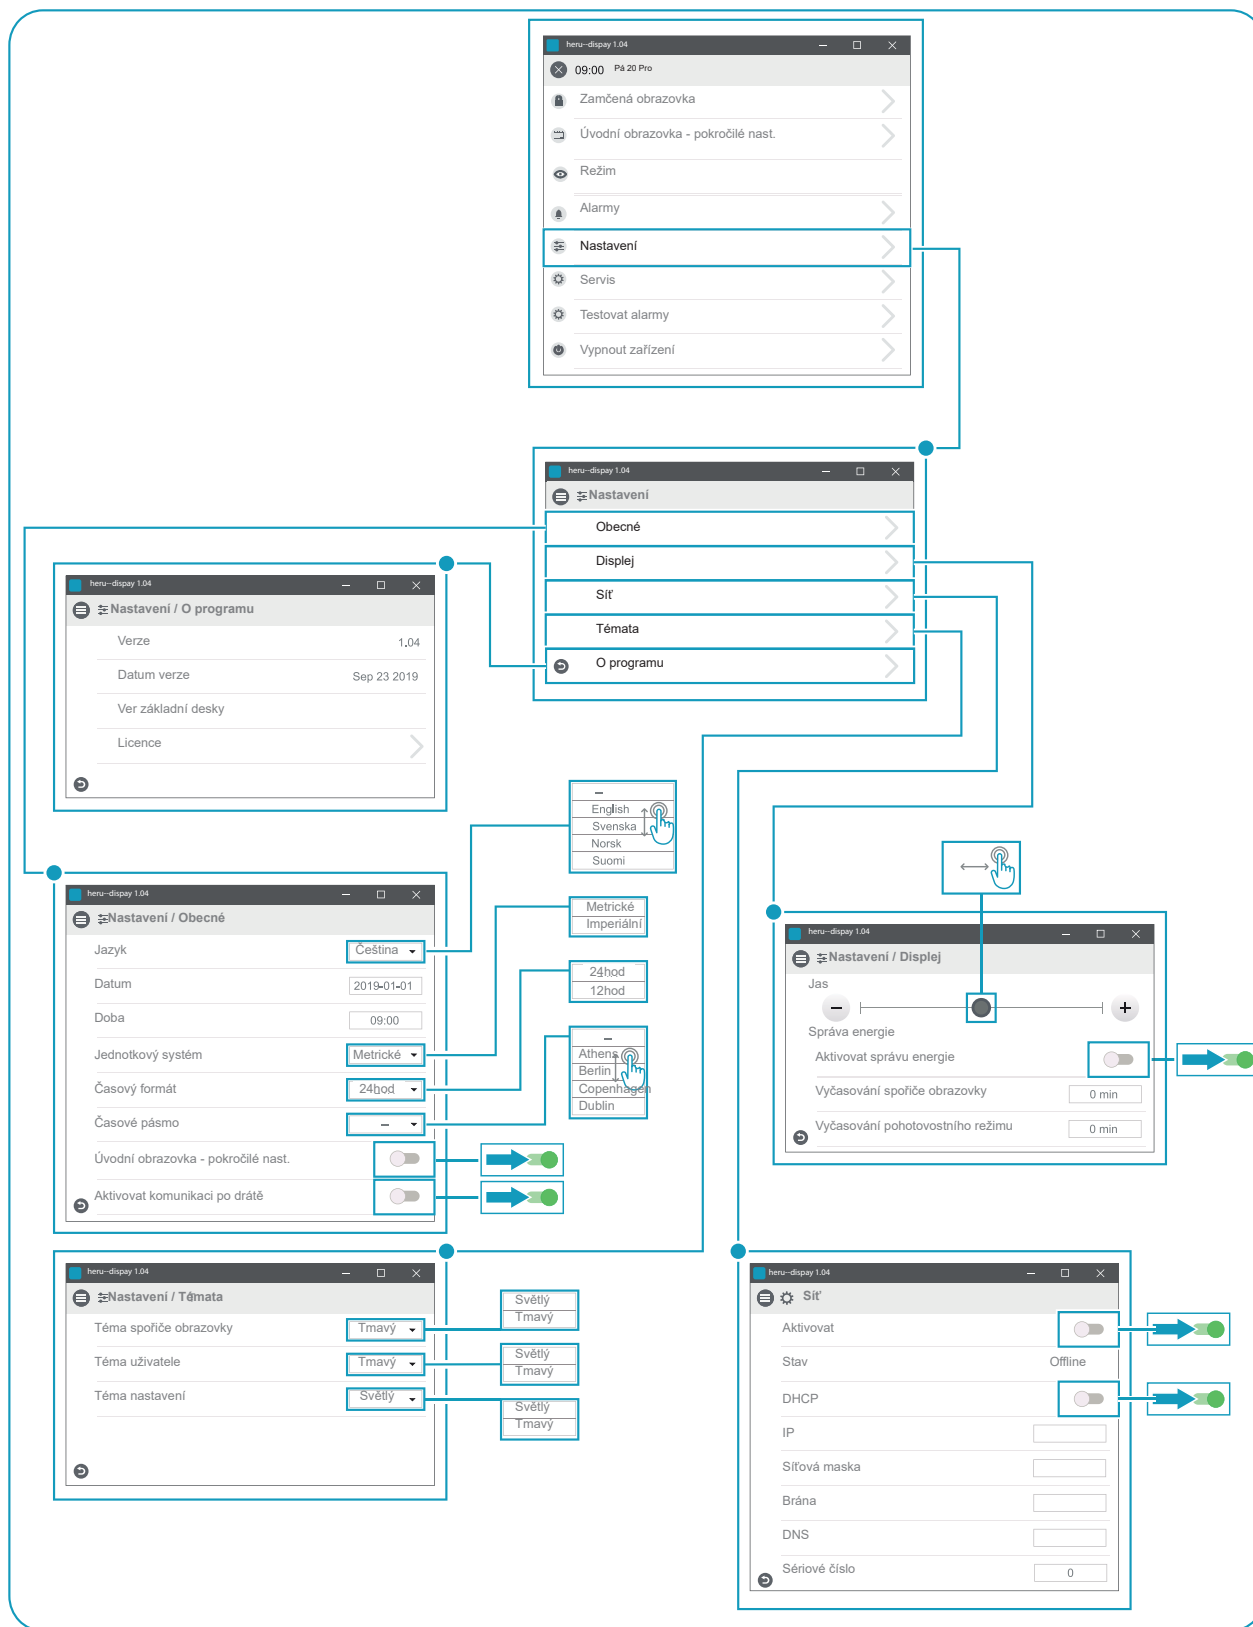 heru--dispay 1.04
09:00 Pá 20 Pro
Zamčená obrazovka
Úvodní obrazovka - pokročilé nast.
Režim
Alarmy
Nastavení
Servis
Testovat alarmy
Vypnout zařízení
heru--dispay 1.04
Nastavení
Obecné
Displej
Síť
Témata
O programu
heru--dispay 1.04
Nastavení / O programu
Verze 1.04
Datum verze Sep 23 2019
Ver základní desky
Licence
–
English
Svenska
Norsk
Suomi
heru--dispay 1.04
Nastavení / Obecné
Jazyk Čeština
Datum 2019-01-01
Doba 09:00
Jednotkový systém Metrické
Časový formát 24hod
Časové pásmo –
Úvodní obrazovka - pokročilé nast.
Aktivovat komunikaci po drátě
Metrické
Imperiální
24hod
12hod
–
Athens
Berlin
Copenhagen
Dublin
heru--dispay 1.04
Nastavení / Displej
Jas
Správa energie
Aktivovat správu energie
Vyčasování spořiče obrazovky 0 min
Vyčasování pohotovostního režimu 0 min
heru--dispay 1.04
Nastavení / Témata
Téma spořiče obrazovky Tmavý
Téma uživatele Tmavý
Téma nastavení Světlý
Světlý
Tmavý
Světlý
Tmavý
Světlý
Tmavý
heru--dispay 1.04
Síť
Aktivovat
Stav Offline
DHCP
IP
Síťová maska
Brána
DNS
Sériové číslo 0